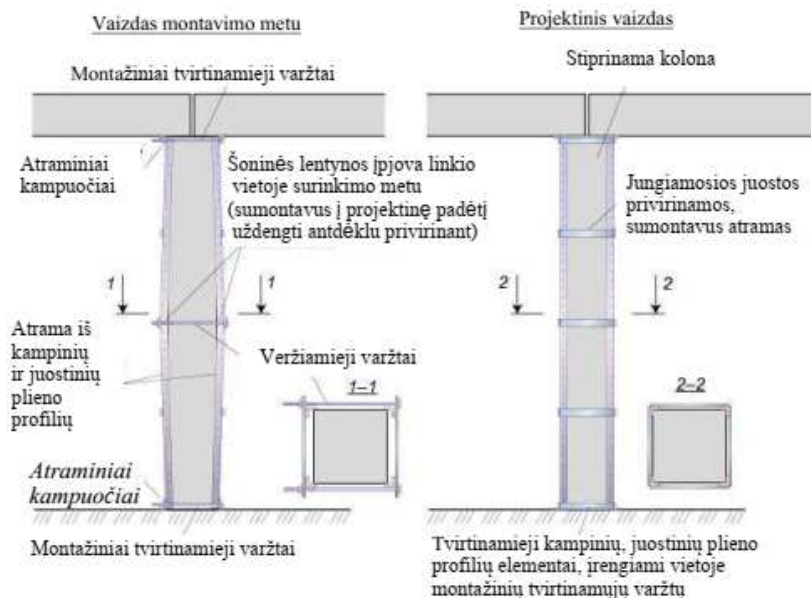 Vaizdas montavimo metu
Montažiniai tvirtinamieji varžtai
Atraminiai
kampuočiai
Šoninės lentynos įpjova linkio
vietoje surinkimo metu
(sumontavus į projektinę padėtį
uždengti antdėklu privirinant)
1
1
Atrama iš
kampinių
ir juostinių
plieno
profilių
Veržiamieji varžtai
1–1
Atraminiai
kampuočiai
Montažiniai tvirtinamieji varžtai
Projektinis vaizdas
Stiprinama kolona
Jungiamosios juostos
privirinamos,
sumontavus atramas
2
2
2–2
Tvirtinamieji kampinių, juostinių plieno
profilių elementai, įrengiami vietoje
montažinių tvirtinamųjų varžtų